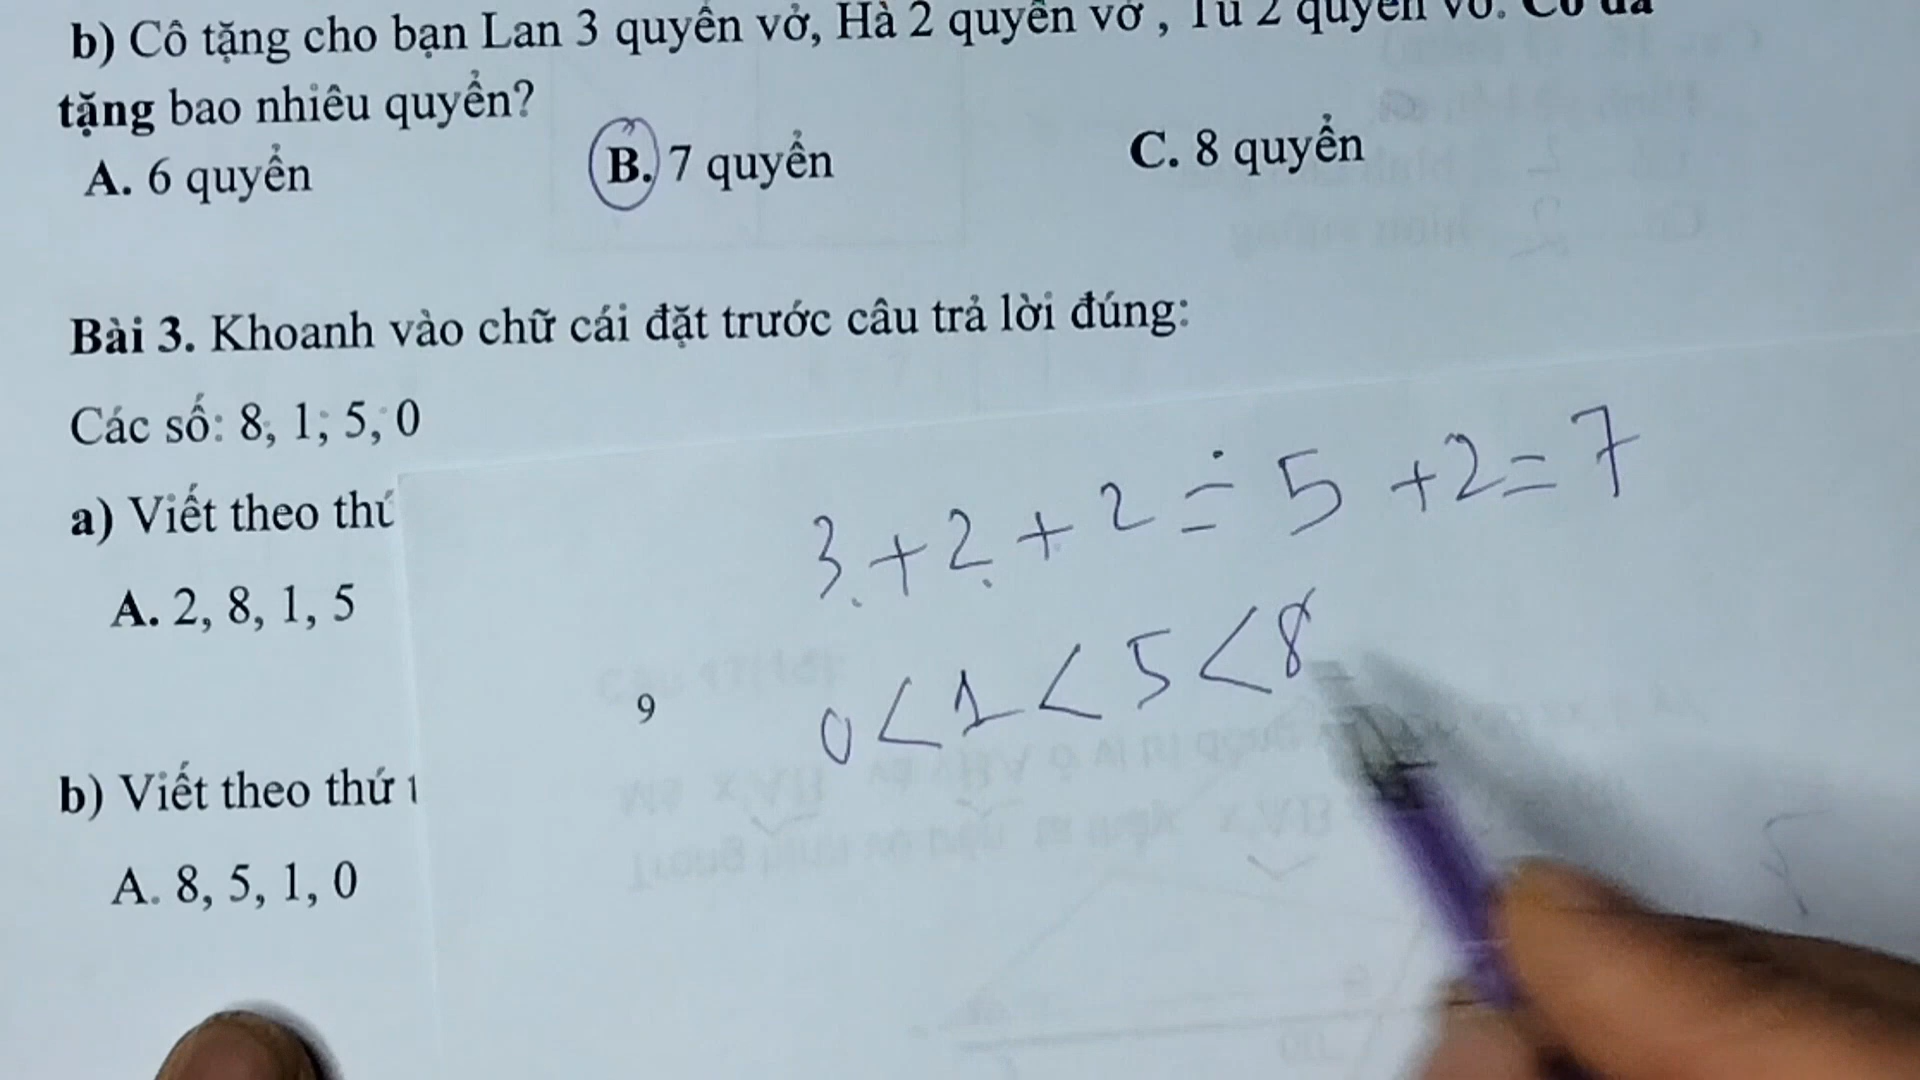 b) Cô tặng cho bạn Lan 3 quyển vở, Hà 2 quyển vở , Tú 2 quyển vở. Cô đã
tặng bao nhiêu quyển?
A. 6 quyển B. 7 quyển C. 8 quyển
Bài 3. Khoanh vào chữ cái đặt trước câu trả lời đúng:
Các số: 8, 1; 5, 0
a) Viết theo thứ
A. 2, 8, 1, 5
b) Viết theo thứ
A. 8, 5, 1, 0
3 + 2 + 2 = 5 + 2 = 7
0 < 1 < 5 < 8
9